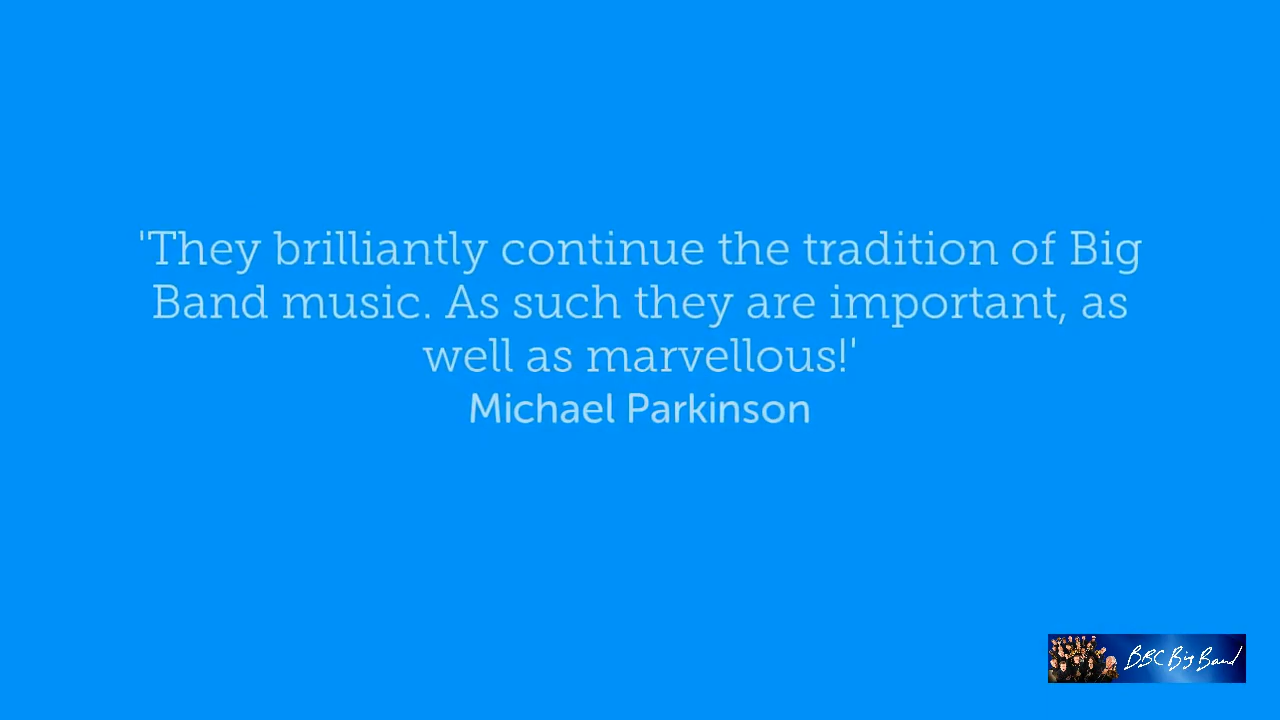 'They brilliantly continue the tradition of Big
Band music. As such they are important, as
well as marvellous!'
Michael Parkinson
BBC Big Band